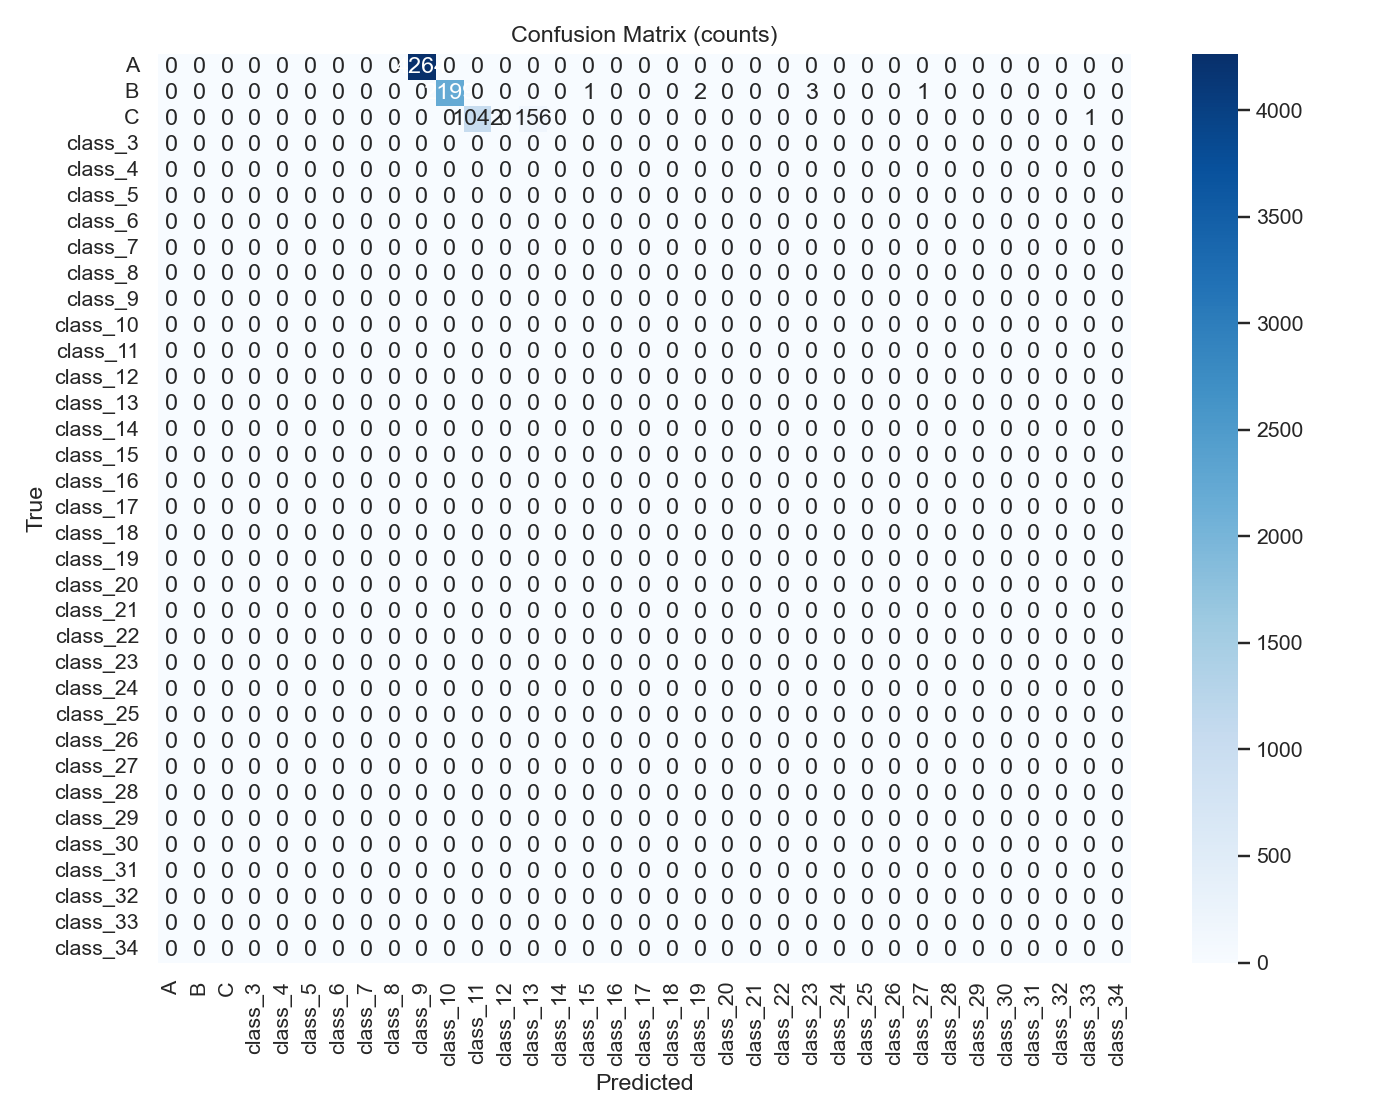 Confusion Matrix (counts)
A 0 0 0 0 0 0 0 0 0 264 0 0 0 0 0 0 0 0 0 0 0 0 0 0 0 0 0 0 0 0 0 0 0 0 0
B 0 0 0 0 0 0 0 0 0 0 19 0 0 0 0 1 0 0 0 2 0 0 0 3 0 0 0 1 0 0 0 0 0 0 0
C 0 0 0 0 0 0 0 0 0 0 0 1042 0 156 0 0 0 0 0 0 0 0 0 0 0 0 0 0 0 0 0 0 0 1 0
class_3 0 0 0 0 0 0 0 0 0 0 0 0 0 0 0 0 0 0 0 0 0 0 0 0 0 0 0 0 0 0 0 0 0 0 0
class_4 0 0 0 0 0 0 0 0 0 0 0 0 0 0 0 0 0 0 0 0 0 0 0 0 0 0 0 0 0 0 0 0 0 0 0
class_5 0 0 0 0 0 0 0 0 0 0 0 0 0 0 0 0 0 0 0 0 0 0 0 0 0 0 0 0 0 0 0 0 0 0 0
class_6 0 0 0 0 0 0 0 0 0 0 0 0 0 0 0 0 0 0 0 0 0 0 0 0 0 0 0 0 0 0 0 0 0 0 0
class_7 0 0 0 0 0 0 0 0 0 0 0 0 0 0 0 0 0 0 0 0 0 0 0 0 0 0 0 0 0 0 0 0 0 0 0
class_8 0 0 0 0 0 0 0 0 0 0 0 0 0 0 0 0 0 0 0 0 0 0 0 0 0 0 0 0 0 0 0 0 0 0 0
class_9 0 0 0 0 0 0 0 0 0 0 0 0 0 0 0 0 0 0 0 0 0 0 0 0 0 0 0 0 0 0 0 0 0 0 0
class_10 0 0 0 0 0 0 0 0 0 0 0 0 0 0 0 0 0 0 0 0 0 0 0 0 0 0 0 0 0 0 0 0 0 0 0
class_11 0 0 0 0 0 0 0 0 0 0 0 0 0 0 0 0 0 0 0 0 0 0 0 0 0 0 0 0 0 0 0 0 0 0 0
class_12 0 0 0 0 0 0 0 0 0 0 0 0 0 0 0 0 0 0 0 0 0 0 0 0 0 0 0 0 0 0 0 0 0 0 0
class_13 0 0 0 0 0 0 0 0 0 0 0 0 0 0 0 0 0 0 0 0 0 0 0 0 0 0 0 0 0 0 0 0 0 0 0
class_14 0 0 0 0 0 0 0 0 0 0 0 0 0 0 0 0 0 0 0 0 0 0 0 0 0 0 0 0 0 0 0 0 0 0 0
class_15 0 0 0 0 0 0 0 0 0 0 0 0 0 0 0 0 0 0 0 0 0 0 0 0 0 0 0 0 0 0 0 0 0 0 0
class_16 0 0 0 0 0 0 0 0 0 0 0 0 0 0 0 0 0 0 0 0 0 0 0 0 0 0 0 0 0 0 0 0 0 0 0
class_17 0 0 0 0 0 0 0 0 0 0 0 0 0 0 0 0 0 0 0 0 0 0 0 0 0 0 0 0 0 0 0 0 0 0 0
class_18 0 0 0 0 0 0 0 0 0 0 0 0 0 0 0 0 0 0 0 0 0 0 0 0 0 0 0 0 0 0 0 0 0 0 0
class_19 0 0 0 0 0 0 0 0 0 0 0 0 0 0 0 0 0 0 0 0 0 0 0 0 0 0 0 0 0 0 0 0 0 0 0
class_20 0 0 0 0 0 0 0 0 0 0 0 0 0 0 0 0 0 0 0 0 0 0 0 0 0 0 0 0 0 0 0 0 0 0 0
class_21 0 0 0 0 0 0 0 0 0 0 0 0 0 0 0 0 0 0 0 0 0 0 0 0 0 0 0 0 0 0 0 0 0 0 0
class_22 0 0 0 0 0 0 0 0 0 0 0 0 0 0 0 0 0 0 0 0 0 0 0 0 0 0 0 0 0 0 0 0 0 0 0
class_23 0 0 0 0 0 0 0 0 0 0 0 0 0 0 0 0 0 0 0 0 0 0 0 0 0 0 0 0 0 0 0 0 0 0 0
class_24 0 0 0 0 0 0 0 0 0 0 0 0 0 0 0 0 0 0 0 0 0 0 0 0 0 0 0 0 0 0 0 0 0 0 0
class_25 0 0 0 0 0 0 0 0 0 0 0 0 0 0 0 0 0 0 0 0 0 0 0 0 0 0 0 0 0 0 0 0 0 0 0
class_26 0 0 0 0 0 0 0 0 0 0 0 0 0 0 0 0 0 0 0 0 0 0 0 0 0 0 0 0 0 0 0 0 0 0 0
class_27 0 0 0 0 0 0 0 0 0 0 0 0 0 0 0 0 0 0 0 0 0 0 0 0 0 0 0 0 0 0 0 0 0 0 0
class_28 0 0 0 0 0 0 0 0 0 0 0 0 0 0 0 0 0 0 0 0 0 0 0 0 0 0 0 0 0 0 0 0 0 0 0
class_29 0 0 0 0 0 0 0 0 0 0 0 0 0 0 0 0 0 0 0 0 0 0 0 0 0 0 0 0 0 0 0 0 0 0 0
class_30 0 0 0 0 0 0 0 0 0 0 0 0 0 0 0 0 0 0 0 0 0 0 0 0 0 0 0 0 0 0 0 0 0 0 0
class_31 0 0 0 0 0 0 0 0 0 0 0 0 0 0 0 0 0 0 0 0 0 0 0 0 0 0 0 0 0 0 0 0 0 0 0
class_32 0 0 0 0 0 0 0 0 0 0 0 0 0 0 0 0 0 0 0 0 0 0 0 0 0 0 0 0 0 0 0 0 0 0 0
class_33 0 0 0 0 0 0 0 0 0 0 0 0 0 0 0 0 0 0 0 0 0 0 0 0 0 0 0 0 0 0 0 0 0 0 0
class_34 0 0 0 0 0 0 0 0 0 0 0 0 0 0 0 0 0 0 0 0 0 0 0 0 0 0 0 0 0 0 0 0 0 0 0
True
A B C class_3 class_4 class_5 class_6 class_7 class_8 class_9 class_10 class_11 class_12 class_13 class_14 class_15 class_16 class_17 class_18 class_19 class_20 class_21 class_22 class_23 class_24 class_25 class_26 class_27 class_28 class_29 class_30 class_31 class_32 class_33 class_34
Predicted
4000
3500
3000
2500
2000
1500
1000
500
0